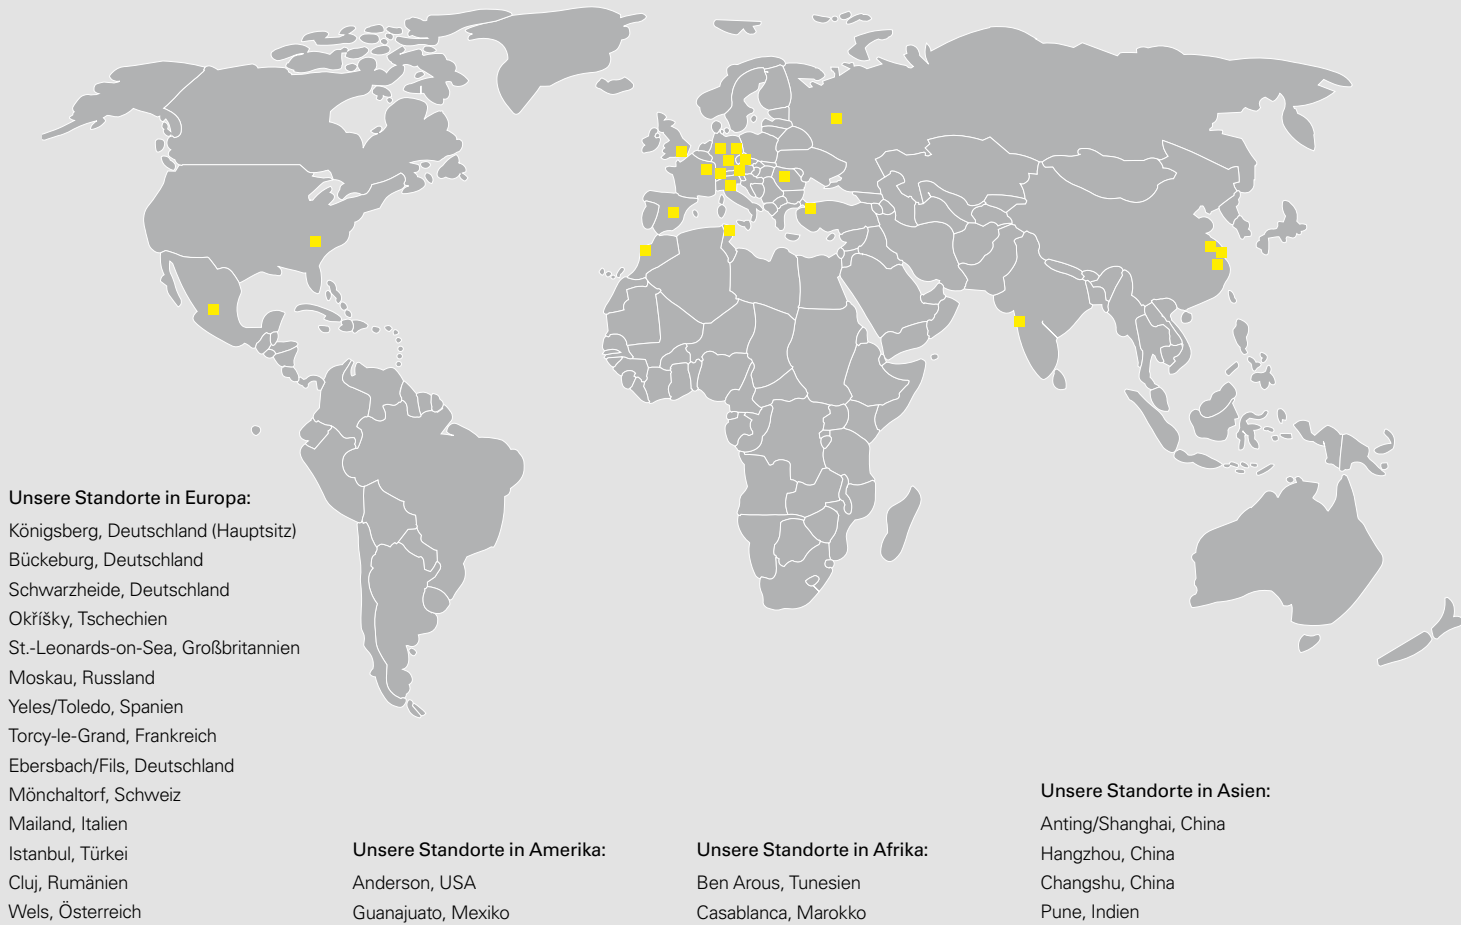 Unsere Standorte in Europa:
Königsberg, Deutschland (Hauptsitz)
Bückeburg, Deutschland
Schwarzheide, Deutschland
Okříšky, Tschechien
St.-Leonards-on-Sea, Großbritannien
Moskau, Russland
Yeles/Toledo, Spanien
Torcy-le-Grand, Frankreich
Ebersbach/Fils, Deutschland
Mönchaltorf, Schweiz
Mailand, Italien
Istanbul, Türkei
Cluj, Rumänien
Wels, Österreich
Unsere Standorte in Amerika:
Anderson, USA
Guanajuato, Mexiko
Unsere Standorte in Afrika:
Ben Arous, Tunesien
Casablanca, Marokko
Unsere Standorte in Asien:
Anting/Shanghai, China
Hangzhou, China
Changshu, China
Pune, Indien